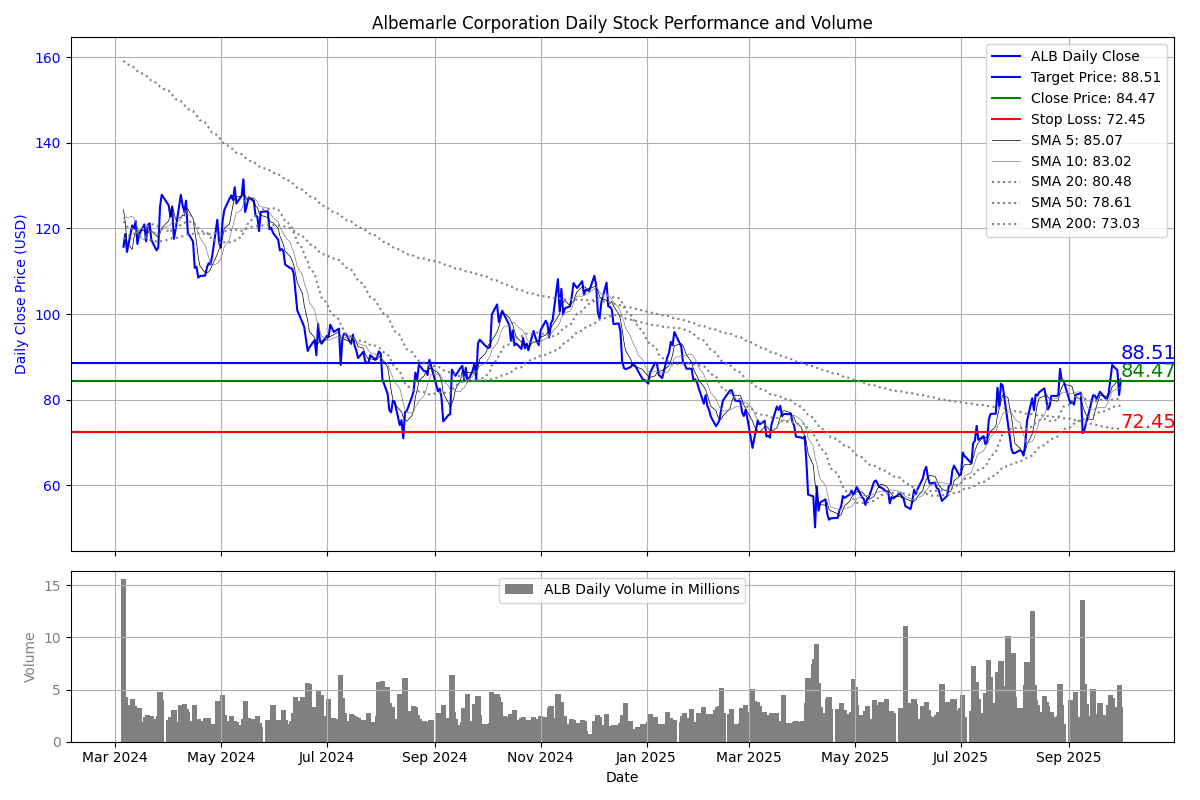 Albemarle Corporation Daily Stock Performance and Volume
160
140
120
100
80
60
Daily Close Price (USD)
ALB Daily Close
Target Price: 88.51
Close Price: 84.47
Stop Loss: 72.45
SMA 5: 85.07
SMA 10: 83.02
SMA 20: 80.48
SMA 50: 78.61
SMA 200: 73.03
88.51
84.47
72.45
15
10
5
0
Volume
ALB Daily Volume in Millions
Mar 2024 May 2024 Jul 2024 Sep 2024 Nov 2024 Jan 2025 Mar 2025 May 2025 Jul 2025 Sep 2025
Date